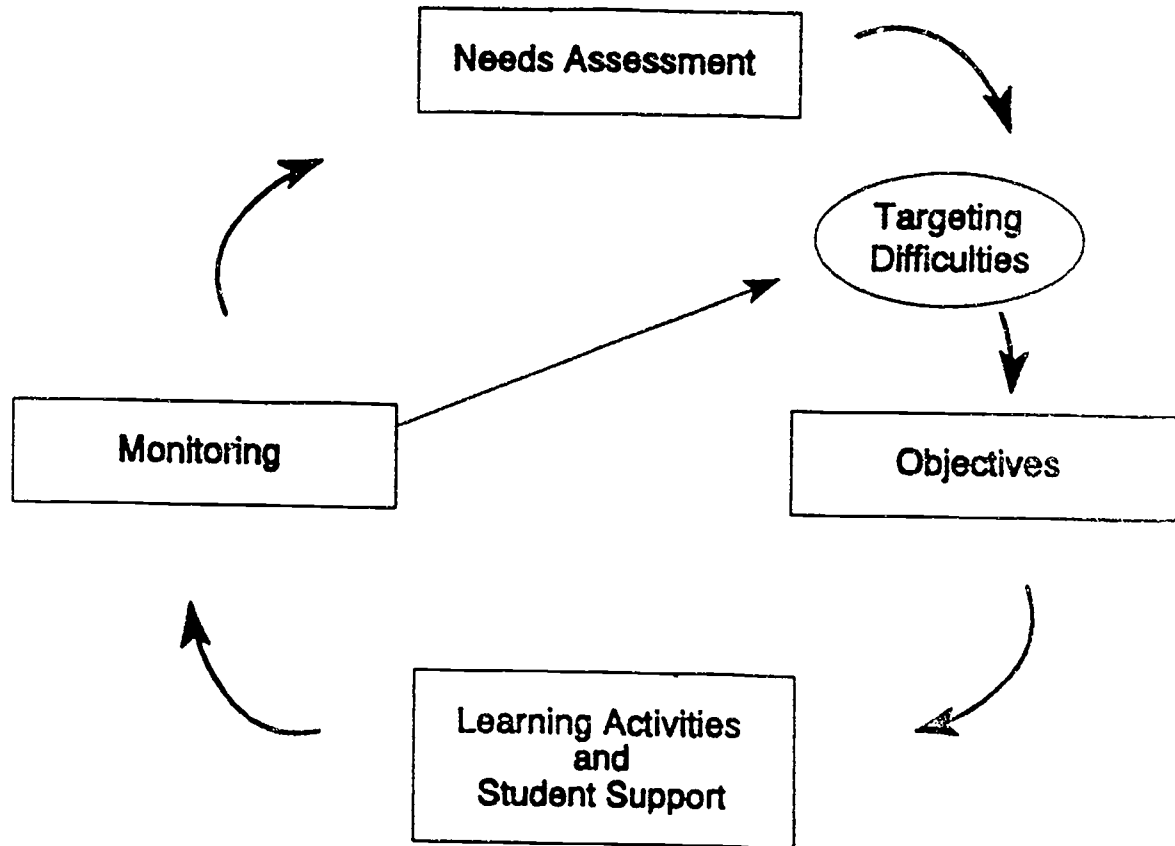 Needs Assessment
Targeting
Difficulties
Monitoring
Objectives
Learning Activities
and
Student Support